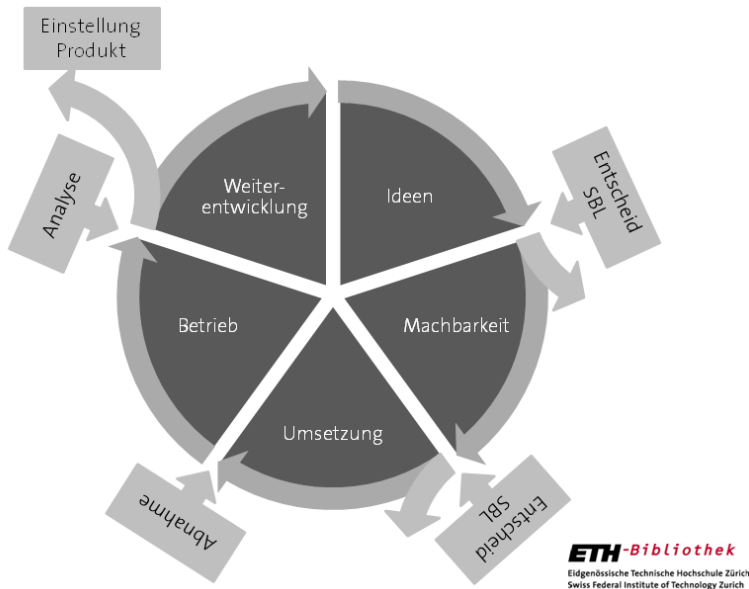 Einstellung
Produkt
Weiter-
entwicklung
Ideen
Entscheid
SBL
Analyse
Betrieb
Machbarkeit
Umsetzung
Abnahme
Entscheid
SBL
ETH-Bibliothek
Eidgenössische Technische Hochschule Zürich
Swiss Federal Institute of Technology Zurich